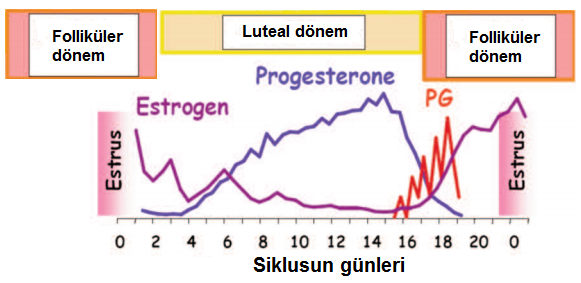 Folliküler
dönem
Luteal dönem
Folliküler
dönem
Progesterone
Estrogen
PG
Estrus
Estrus
0 2 4 6 8 10 12 14 15 16 18 20 0
Siklusun günleri